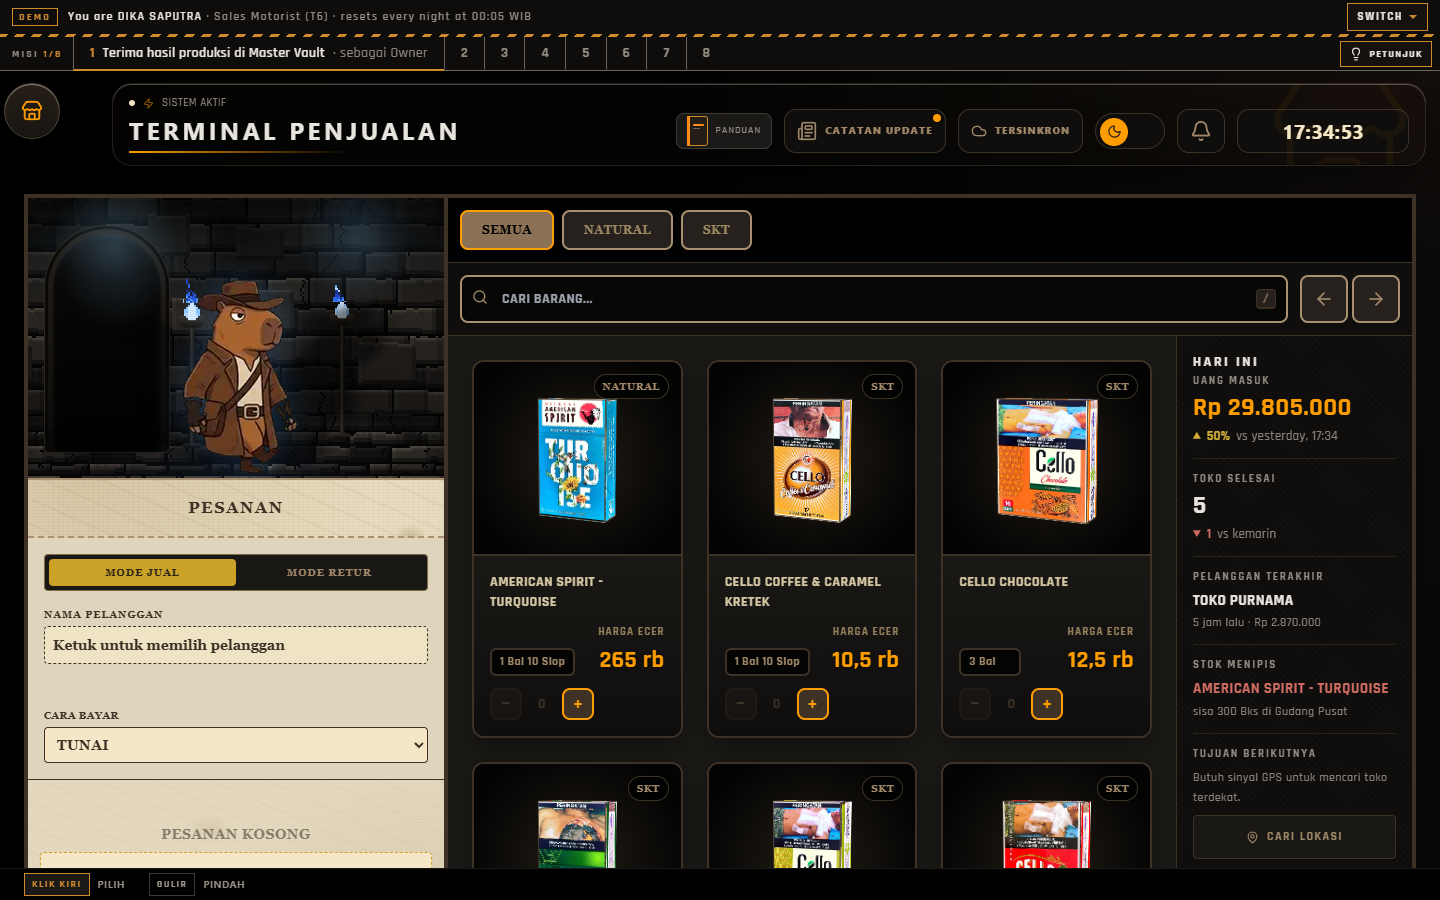 DEMO You are DIKA SAPUTRA · Sales Motorist (T6) · resets every night at 00:05 WIB SWITCH
MISI 1/8 1 Terima hasil produksi di Master Vault · sebagai Owner 2 3 4 5 6 7 8 PETUNJUK
SISTEM AKTIF
TERMINAL PENJUALAN
PANDUAN CATATAN UPDATE TERSINKRON 17:34:53
SEMUA NATURAL SKT
CARI BARANG... /
PESANAN
MODE JUAL MODE RETUR
NAMA PELANGGAN
Ketuk untuk memilih pelanggan
CARA BAYAR
TUNAI
PESANAN KOSONG
NATURAL
AMERICAN SPIRIT
TURQUOISE
AMERICAN SPIRIT - TURQUOISE
HARGA ECER
1 Bal 10 Slop 265 rb
− 0 +
SKT
CELLO
Coffee & Caramel
CELLO COFFEE & CARAMEL KRETEK
HARGA ECER
1 Bal 10 Slop 10,5 rb
− 0 +
SKT
Cello
Chocolate
CELLO CHOCOLATE
HARGA ECER
3 Bal 12,5 rb
− 0 +
SKT
SKT
Cello
SKT
CELLO
HARI INI
UANG MASUK
Rp 29.805.000
50% vs yesterday, 17:34
TOKO SELESAI
5
1 vs kemarin
PELANGGAN TERAKHIR
TOKO PURNAMA
5 jam lalu · Rp 2.870.000
STOK MENIPIS
AMERICAN SPIRIT - TURQUOISE
sisa 300 Bks di Gudang Pusat
TUJUAN BERIKUTNYA
Butuh sinyal GPS untuk mencari toko
terdekat.
CARI LOKASI
KLIK KIRI PILIH GULIR PINDAH